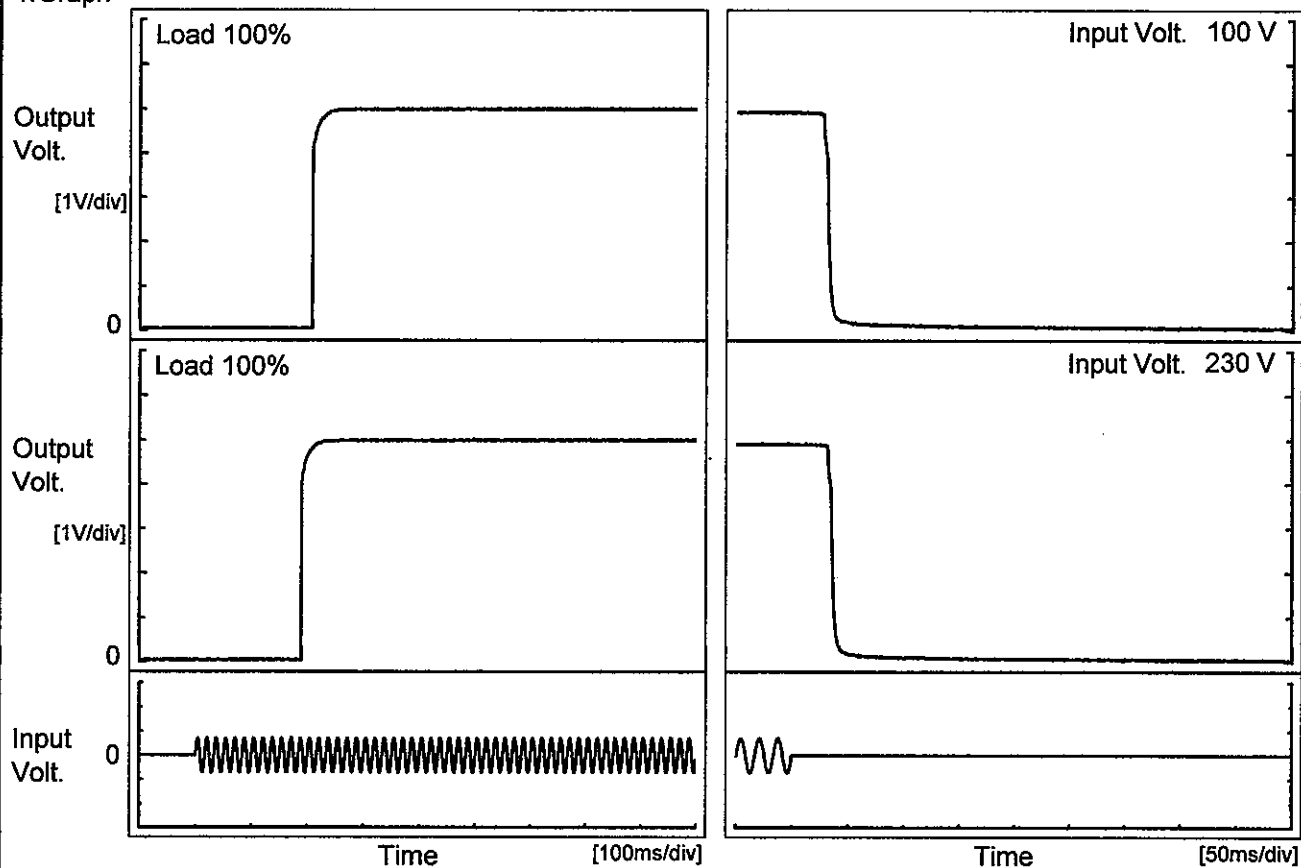 Graph
Load 100%
Input Volt. 100 V
Output
Volt.
[1V/div]
0
Load 100%
Input Volt. 230 V
Output
Volt.
[1V/div]
0
Input
Volt.
0
Time
[100ms/div]
Time
[50ms/div]